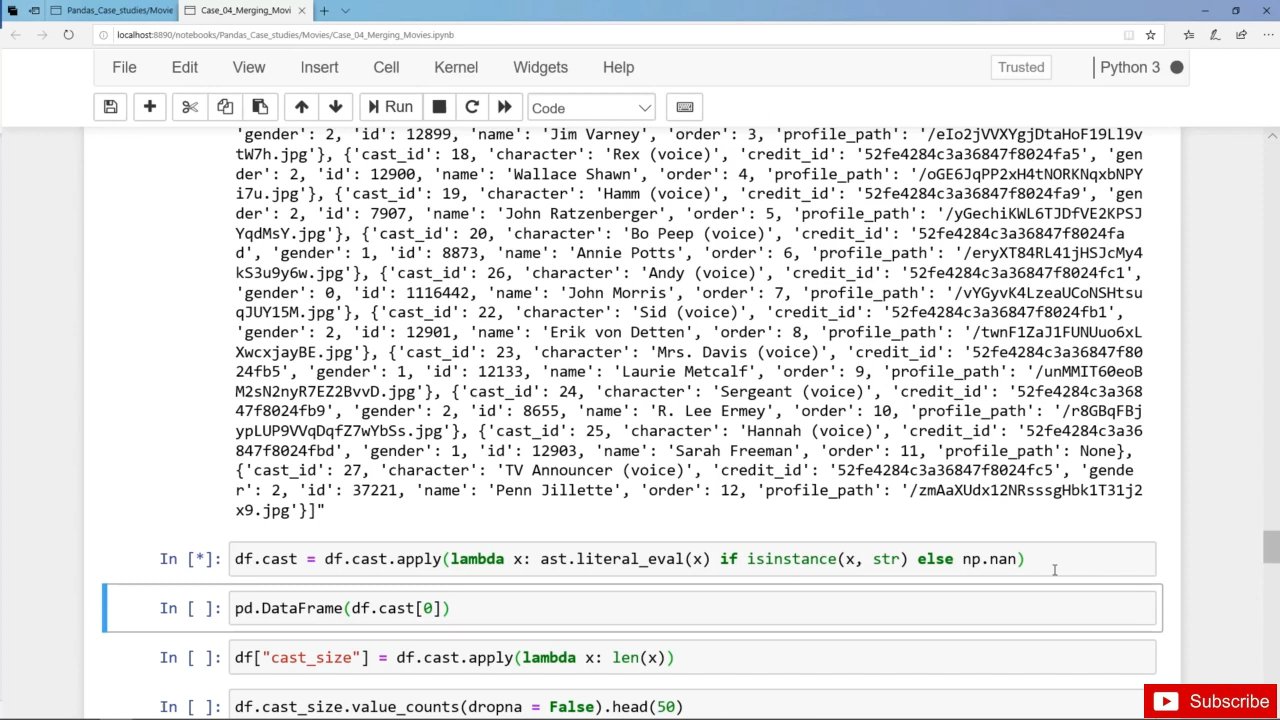 Pandas_Case_studies/Movie
Case_04_Merging_Movi
localhost:8890/notebooks/Pandas_Case_studies/Movies/Case_04_Merging_Movies.ipynb
File Edit View Insert Cell Kernel Widgets Help Trusted Python 3
Run Code
'gender': 2, 'id': 12899, 'name': 'Jim Varney', 'order': 3, 'profile_path': '/eIo2jVVXYgjDtaHoF19Ll9v
tW7h.jpg'}, {'cast_id': 18, 'character': 'Rex (voice)', 'credit_id': '52fe4284c3a36847f8024fa5', 'gen
der': 2, 'id': 12900, 'name': 'Wallace Shawn', 'order': 4, 'profile_path': '/oGE6JqPP2xH4tNORKNqxbNPY
i7u.jpg'}, {'cast_id': 19, 'character': 'Hamm (voice)', 'credit_id': '52fe4284c3a36847f8024fa9', 'gen
der': 2, 'id': 7907, 'name': 'John Ratzenberger', 'order': 5, 'profile_path': '/yGechiKWL6TJDfVE2KPSJ
YqdMsY.jpg'}, {'cast_id': 20, 'character': 'Bo Peep (voice)', 'credit_id': '52fe4284c3a36847f8024fa
d', 'gender': 1, 'id': 8873, 'name': 'Annie Potts', 'order': 6, 'profile_path': '/eryXT84RL41jHSJcMy4
kS3u9y6w.jpg'}, {'cast_id': 26, 'character': 'Andy (voice)', 'credit_id': '52fe4284c3a36847f8024fc1',
'gender': 0, 'id': 1116442, 'name': 'John Morris', 'order': 7, 'profile_path': '/vYGyvK4LzeaUCoNSHtsu
qJUY15M.jpg'}, {'cast_id': 22, 'character': 'Sid (voice)', 'credit_id': '52fe4284c3a36847f8024fb1',
'gender': 2, 'id': 12901, 'name': 'Erik von Detten', 'order': 8, 'profile_path': '/twnF1ZaJ1FUNUuo6xL
XwcxjayBE.jpg'}, {'cast_id': 23, 'character': 'Mrs. Davis (voice)', 'credit_id': '52fe4284c3a36847f80
24fb5', 'gender': 1, 'id': 12133, 'name': 'Laurie Metcalf', 'order': 9, 'profile_path': '/unMMIT60eoB
M2sN2nyR7EZ2BvvD.jpg'}, {'cast_id': 24, 'character': 'Sergeant (voice)', 'credit_id': '52fe4284c3a368
47f8024fb9', 'gender': 2, 'id': 8655, 'name': 'R. Lee Ermey', 'order': 10, 'profile_path': '/r8GBqFBj
ypLUP9VVqDqfZ7wYbSs.jpg'}, {'cast_id': 25, 'character': 'Hannah (voice)', 'credit_id': '52fe4284c3a36
847f8024fbd', 'gender': 1, 'id': 12903, 'name': 'Sarah Freeman', 'order': 11, 'profile_path': None},
{'cast_id': 27, 'character': 'TV Announcer (voice)', 'credit_id': '52fe4284c3a36847f8024fc5', 'gende
r': 2, 'id': 37221, 'name': 'Penn Jillette', 'order': 12, 'profile_path': '/zmAaXUdx12NRsssgHbk1T31j2
x9.jpg'}]"
In [*]: df.cast = df.cast.apply(lambda x: ast.literal_eval(x) if isinstance(x, str) else np.nan)
In [ ]: pd.DataFrame(df.cast[0])
In [ ]: df["cast_size"] = df.cast.apply(lambda x: len(x))
In [ ]: df.cast_size.value_counts(dropna = False).head(50)
Subscribe